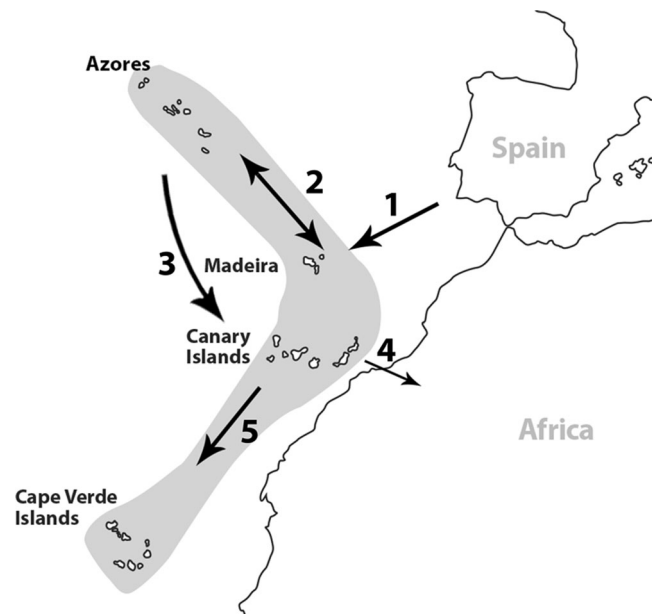 Azores
Spain
2
1
3
Madeira
Canary
Islands
4
5
Africa
Cape Verde
Islands